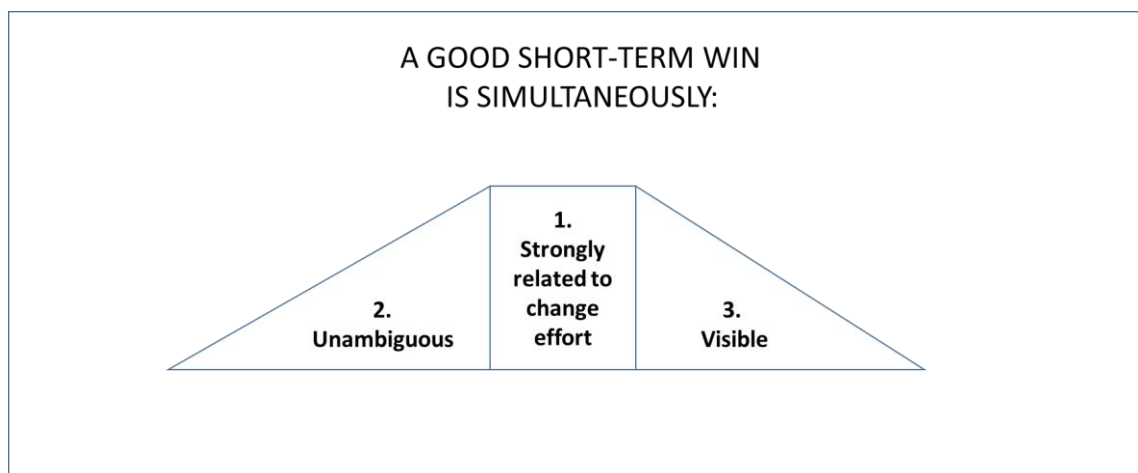 A GOOD SHORT-TERM WIN
IS SIMULTANEOUSLY:
1.
Strongly
related to
change
effort
2.
Unambiguous
3.
Visible